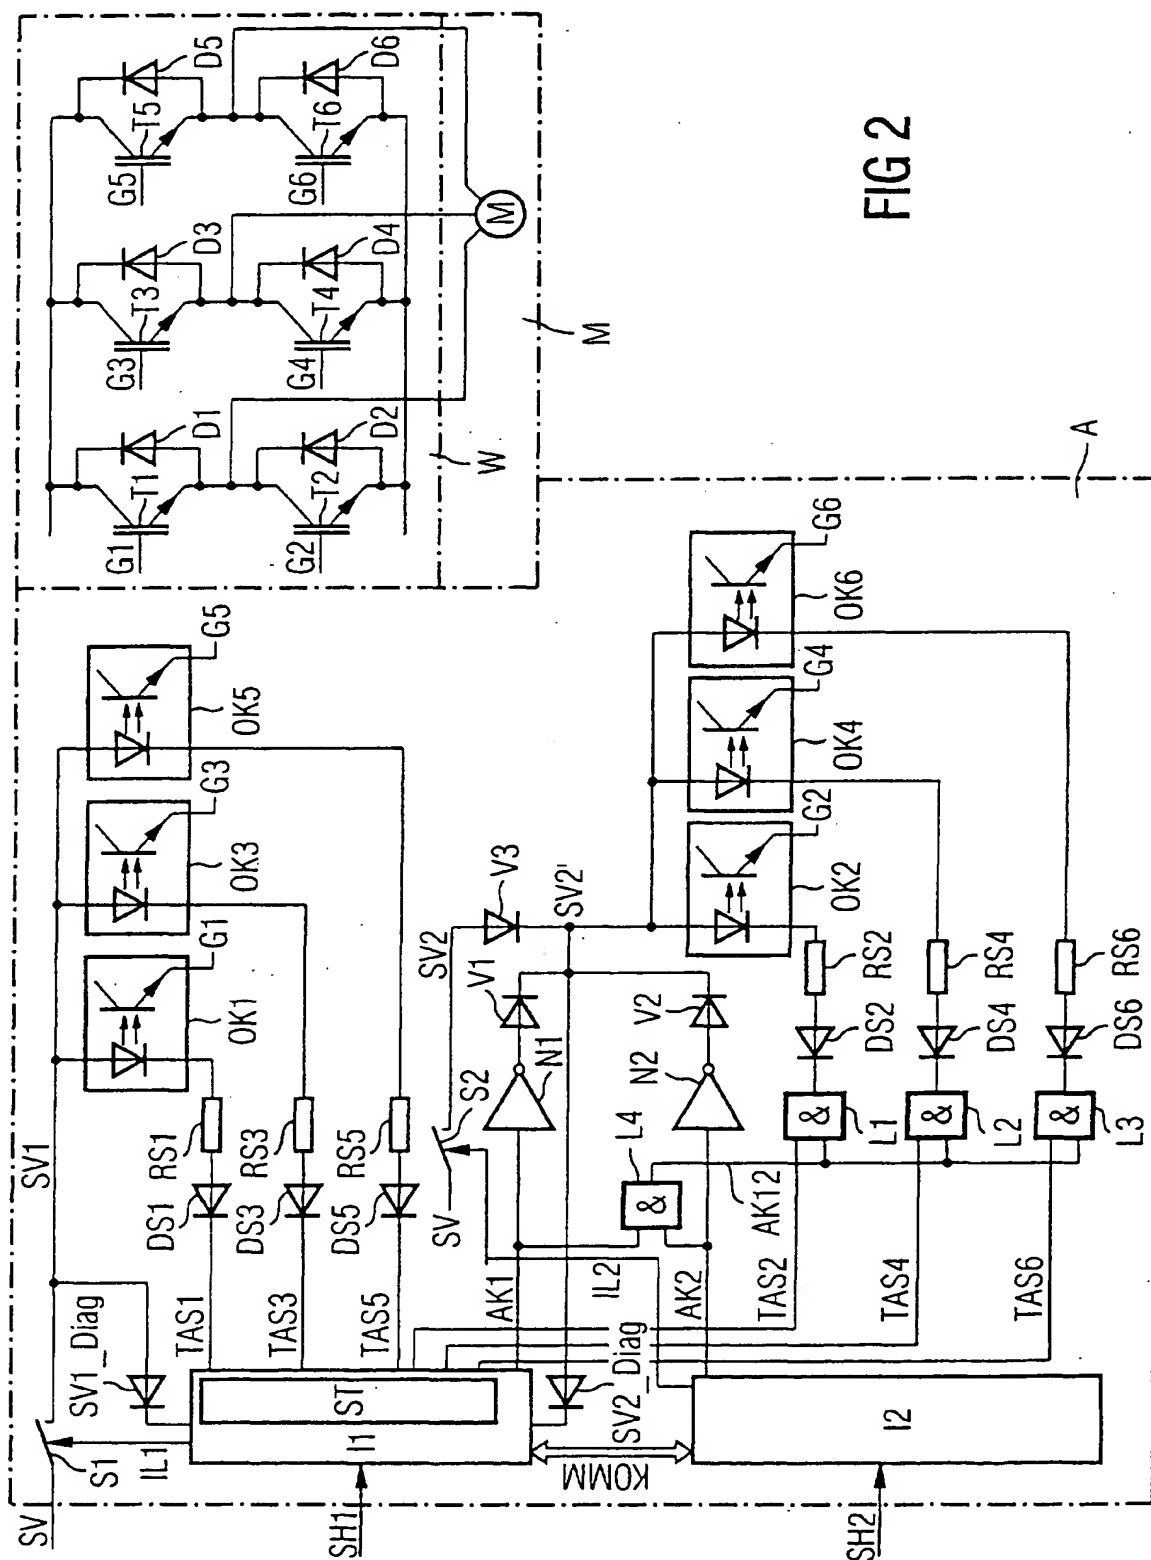 SV
S1
IL1
SV1_Diag
SV1
SH1
I1
ST
TAS1
TAS3
TAS5
DS1
RS1
DS3
RS3
DS5
RS5
OK1
G1
OK3
G3
OK5
G5
G1
T1
D1
G3
T3
D3
G5
T5
D5
G2
T2
D2
G4
T4
D4
G6
T6
D6
W
M
M
A
FIG 2
KOMM
SV2_Diag
SV
S2
SV2
V3
SV2'
AK1
IL2
AK2
N1
V1
N2
V2
L4
&
AK12
SH2
I2
TAS2
TAS4
TAS6
&
L1
&
L2
&
L3
DS2
RS2
DS4
RS4
DS6
RS6
OK2
G2
OK4
G4
OK6
G6